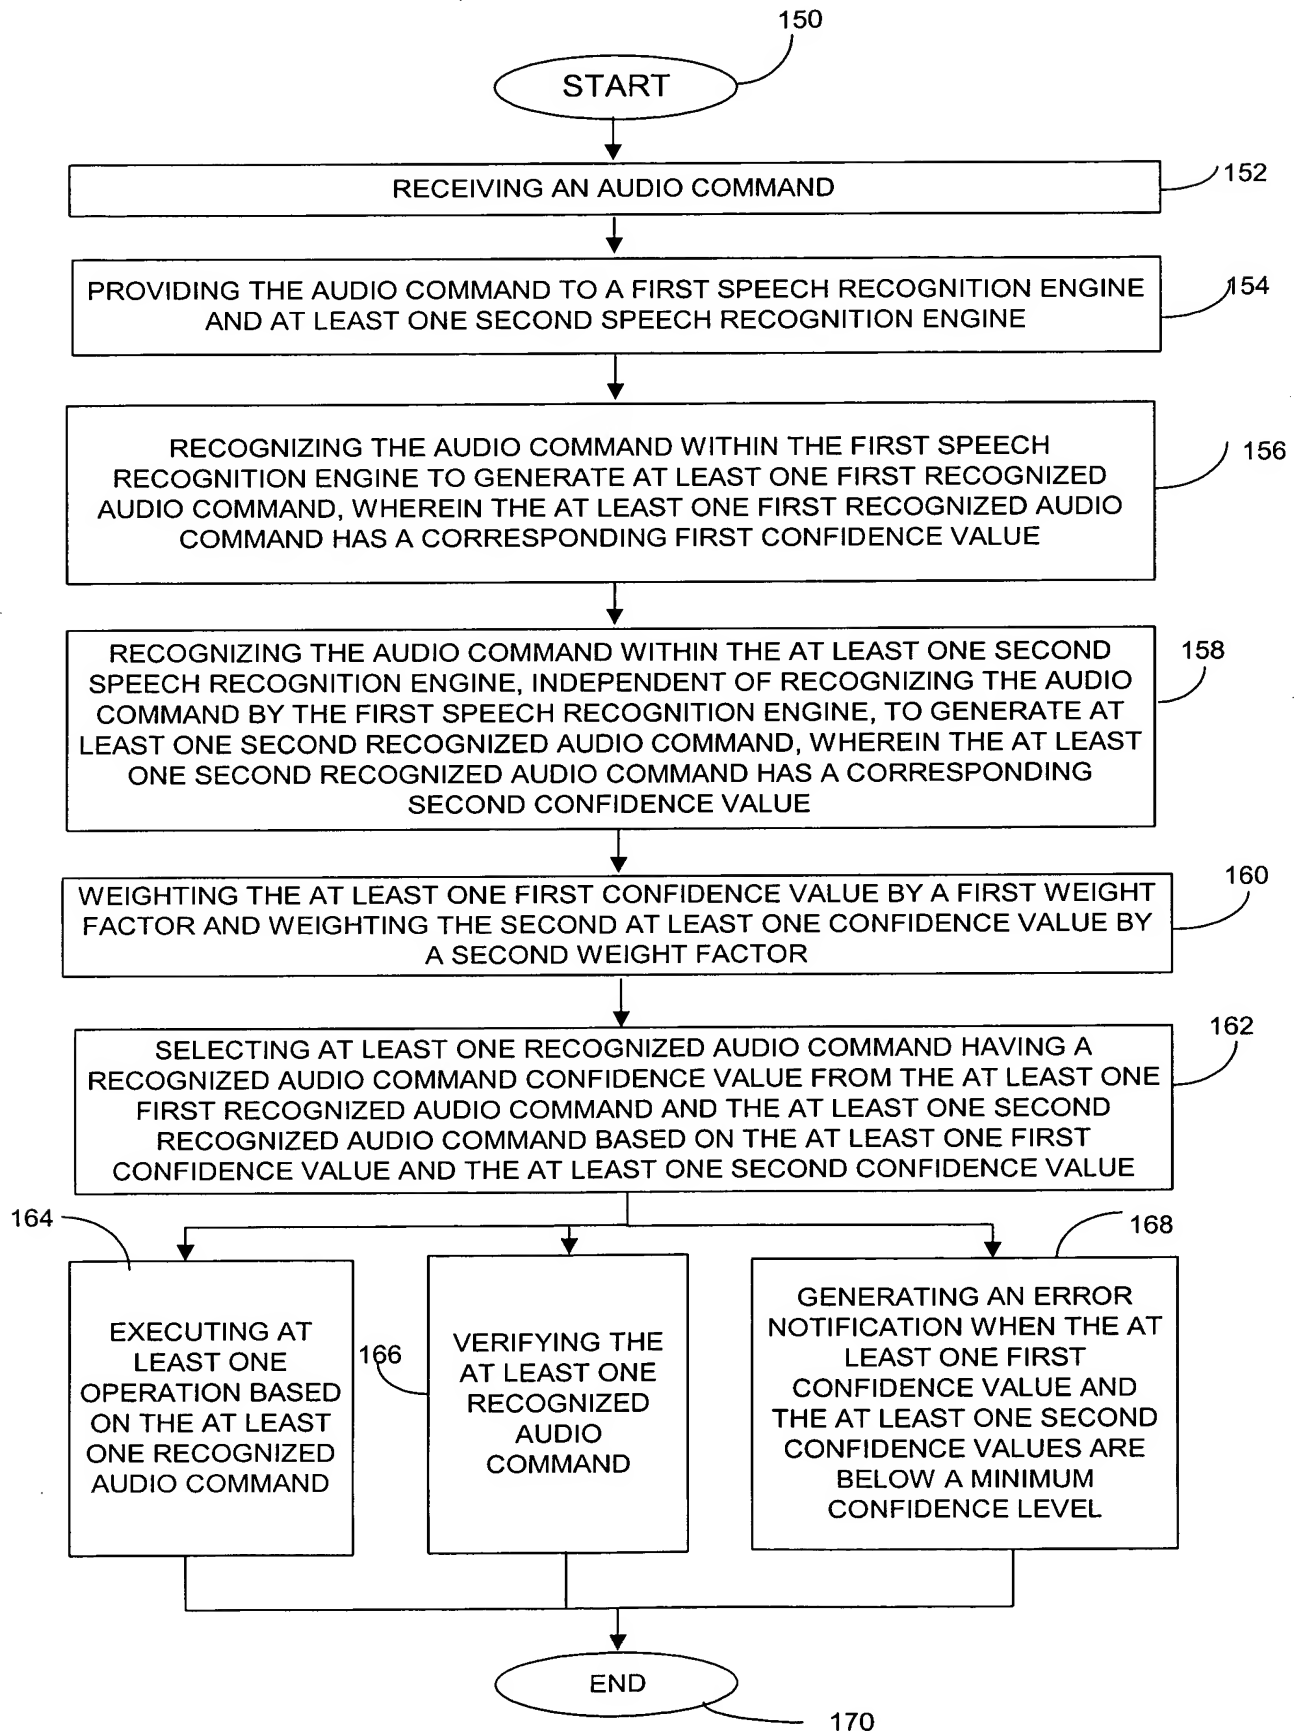 150
START
RECEIVING AN AUDIO COMMAND
152
PROVIDING THE AUDIO COMMAND TO A FIRST SPEECH RECOGNITION ENGINE
AND AT LEAST ONE SECOND SPEECH RECOGNITION ENGINE
154
RECOGNIZING THE AUDIO COMMAND WITHIN THE FIRST SPEECH
RECOGNITION ENGINE TO GENERATE AT LEAST ONE FIRST RECOGNIZED
AUDIO COMMAND, WHEREIN THE AT LEAST ONE FIRST RECOGNIZED AUDIO
COMMAND HAS A CORRESPONDING FIRST CONFIDENCE VALUE
156
RECOGNIZING THE AUDIO COMMAND WITHIN THE AT LEAST ONE SECOND
SPEECH RECOGNITION ENGINE, INDEPENDENT OF RECOGNIZING THE AUDIO
COMMAND BY THE FIRST SPEECH RECOGNITION ENGINE, TO GENERATE AT
LEAST ONE SECOND RECOGNIZED AUDIO COMMAND, WHEREIN THE AT LEAST
ONE SECOND RECOGNIZED AUDIO COMMAND HAS A CORRESPONDING
SECOND CONFIDENCE VALUE
158
WEIGHTING THE AT LEAST ONE FIRST CONFIDENCE VALUE BY A FIRST WEIGHT
FACTOR AND WEIGHTING THE SECOND AT LEAST ONE CONFIDENCE VALUE BY
A SECOND WEIGHT FACTOR
160
SELECTING AT LEAST ONE RECOGNIZED AUDIO COMMAND HAVING A
RECOGNIZED AUDIO COMMAND CONFIDENCE VALUE FROM THE AT LEAST ONE
FIRST RECOGNIZED AUDIO COMMAND AND THE AT LEAST ONE SECOND
RECOGNIZED AUDIO COMMAND BASED ON THE AT LEAST ONE FIRST
CONFIDENCE VALUE AND THE AT LEAST ONE SECOND CONFIDENCE VALUE
162
164
EXECUTING AT
LEAST ONE
OPERATION BASED
ON THE AT LEAST
ONE RECOGNIZED
AUDIO COMMAND
166
VERIFYING THE
AT LEAST ONE
RECOGNIZED
AUDIO
COMMAND
168
GENERATING AN ERROR
NOTIFICATION WHEN THE AT
LEAST ONE FIRST
CONFIDENCE VALUE AND
THE AT LEAST ONE SECOND
CONFIDENCE VALUES ARE
BELOW A MINIMUM
CONFIDENCE LEVEL
END
170